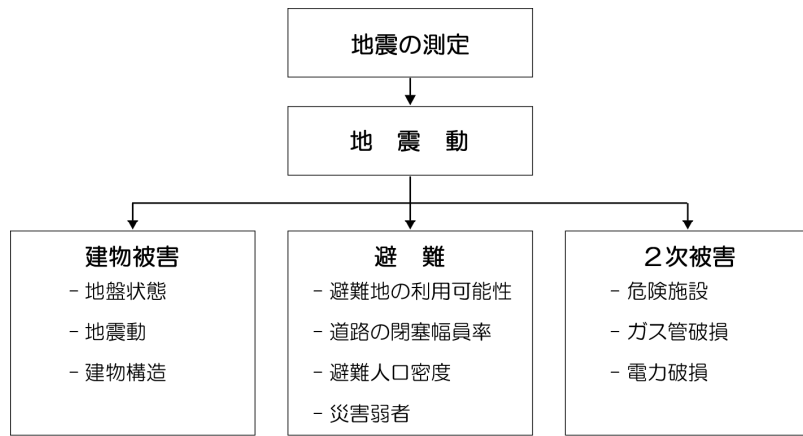 地震の測定
地　震　動
建物被害
- 地盤状態
- 地震動
- 建物構造
避　難
- 避難地の利用可能性
- 道路の閉塞幅員率
- 避難人口密度
- 災害弱者
２次被害
- 危険施設
- ガス管破損
- 電力破損